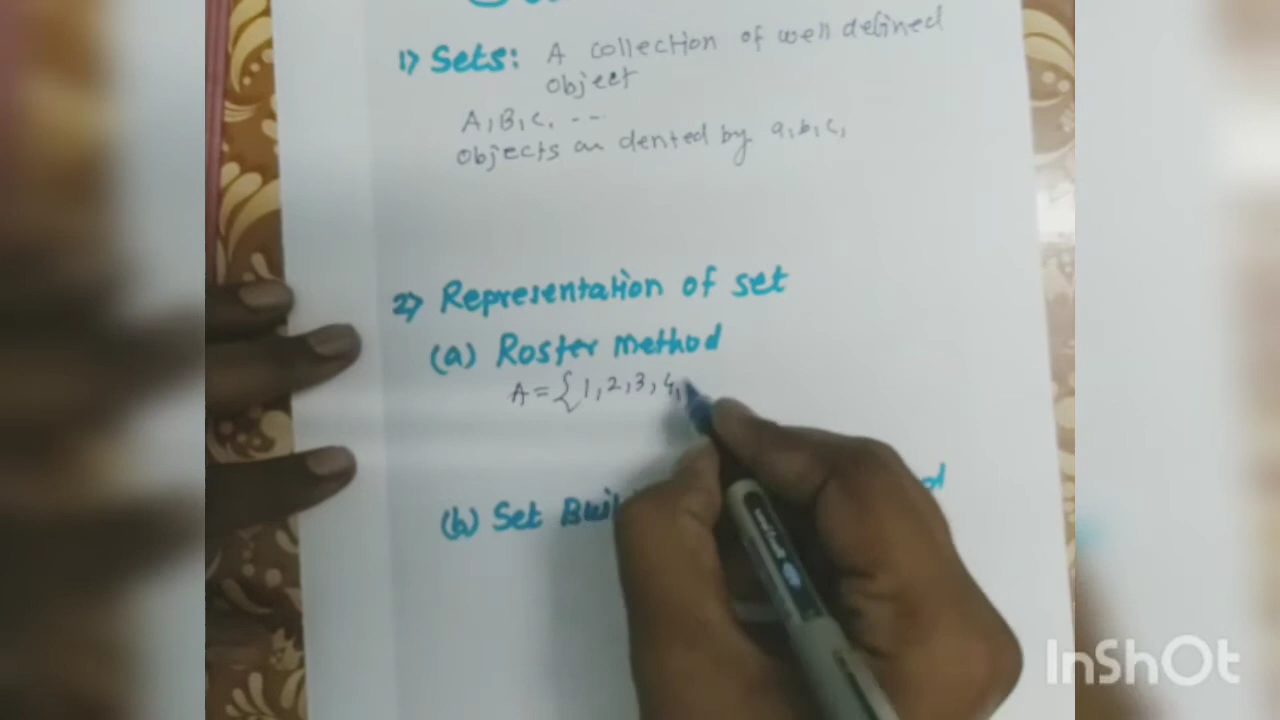 1) Sets: A collection of well defined
object
A, B, C, ---
objects an dented by a, b, c,
2) Representation of set
(a) Roster method
A = { 1, 2, 3, 4,
(b) Set
InShOt